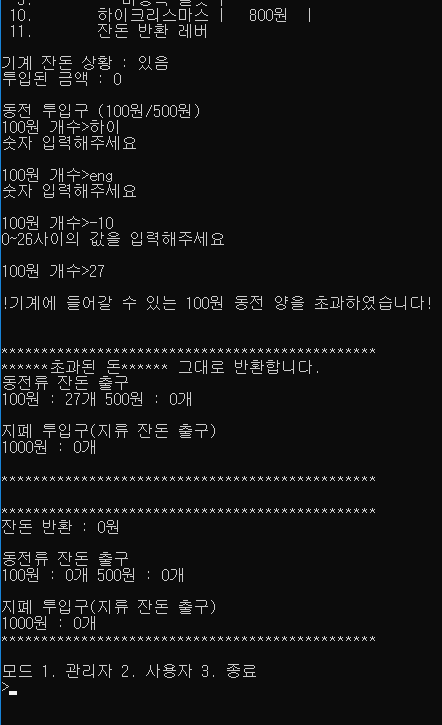 10. 하이크리스마스 | 800원 |
11. 잔돈 반환 레버
기계 잔돈 상황 : 있음
투입된 금액 : 0
동전 투입구 (100원/500원)
100원 개수>하이
숫자 입력해주세요
100원 개수>eng
숫자 입력해주세요
100원 개수>-10
0~26사이의 값을 입력해주세요
100원 개수>27
!기계에 들어갈 수 있는 100원 동전 양을 초과하였습니다!
***********************************************
******초과된 돈****** 그대로 반환합니다.
동전류 잔돈 출구
100원 : 27개 500원 : 0개
지폐 투입구(지류 잔돈 출구)
1000원 : 0개
***********************************************
***********************************************
잔돈 반환 : 0원
동전류 잔돈 출구
100원 : 0개 500원 : 0개
지폐 투입구(지류 잔돈 출구)
1000원 : 0개
***********************************************
모드 1. 관리자 2. 사용자 3. 종료
>